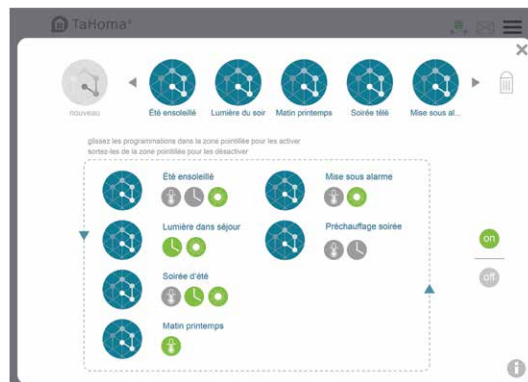 TaHoma®
nouveau
Été ensoleillé
Lumière du soir
Matin printemps
Soirée télé
Mise sous al...
glissez les programmations dans la zone pointillée pour les activer
sortez-les de la zone pointillée pour les désactiver
Été ensoleillé
Mise sous alarme
Lumière dans séjour
Préchauffage soirée
on
Soirée d'été
off
Matin printemps